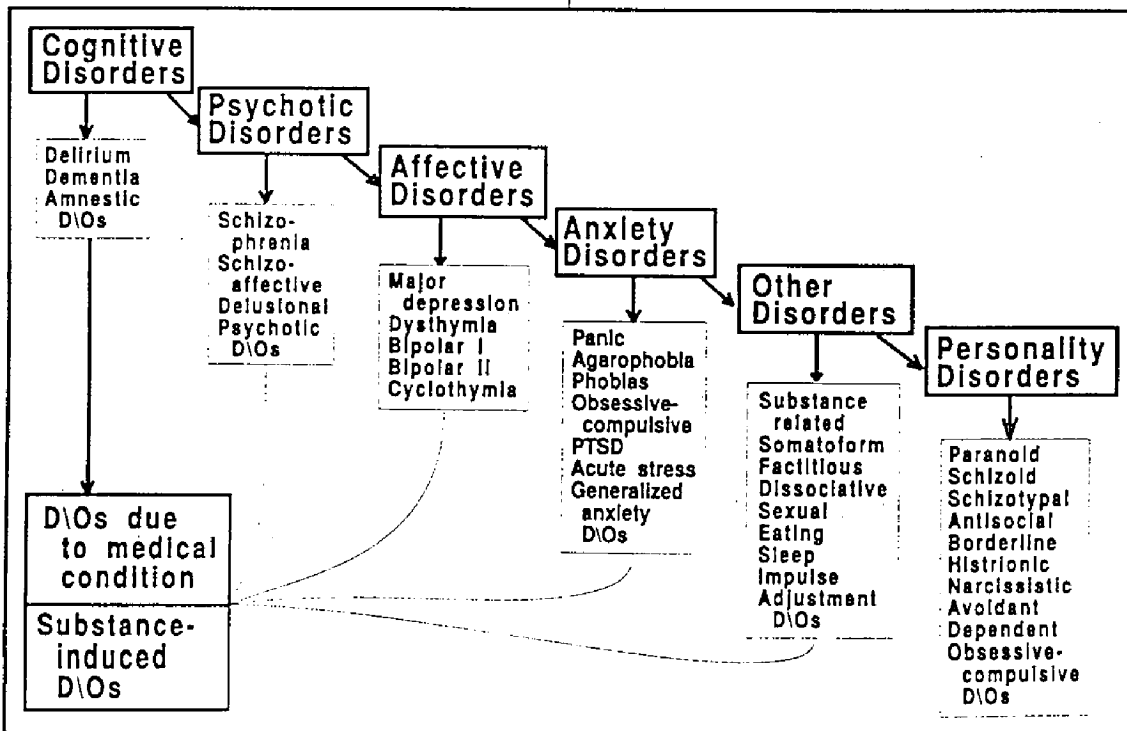 Cognitive
Disorders
Delirium
Dementia
Amnestic
D\Os
D\Os due
to medical
condition
Substance-
induced
D\Os
Psychotic
Disorders
Schizo-
phrenia
Schizo-
affective
Delusional
Psychotic
D\Os
Affective
Disorders
Major
depression
Dysthymia
Bipolar I
Bipolar II
Cyclothymia
Anxiety
Disorders
Panic
Agarophobia
Phobias
Obsessive-
compulsive
PTSD
Acute stress
Generalized
anxiety
D\Os
Other
Disorders
Substance
related
Somatoform
Factitious
Dissociative
Sexual
Eating
Sleep
Impulse
Adjustment
D\Os
Personality
Disorders
Paranoid
Schizoid
Schizotypal
Antisocial
Borderline
Histrionic
Narcissistic
Avoidant
Dependent
Obsessive-
compulsive
D\Os